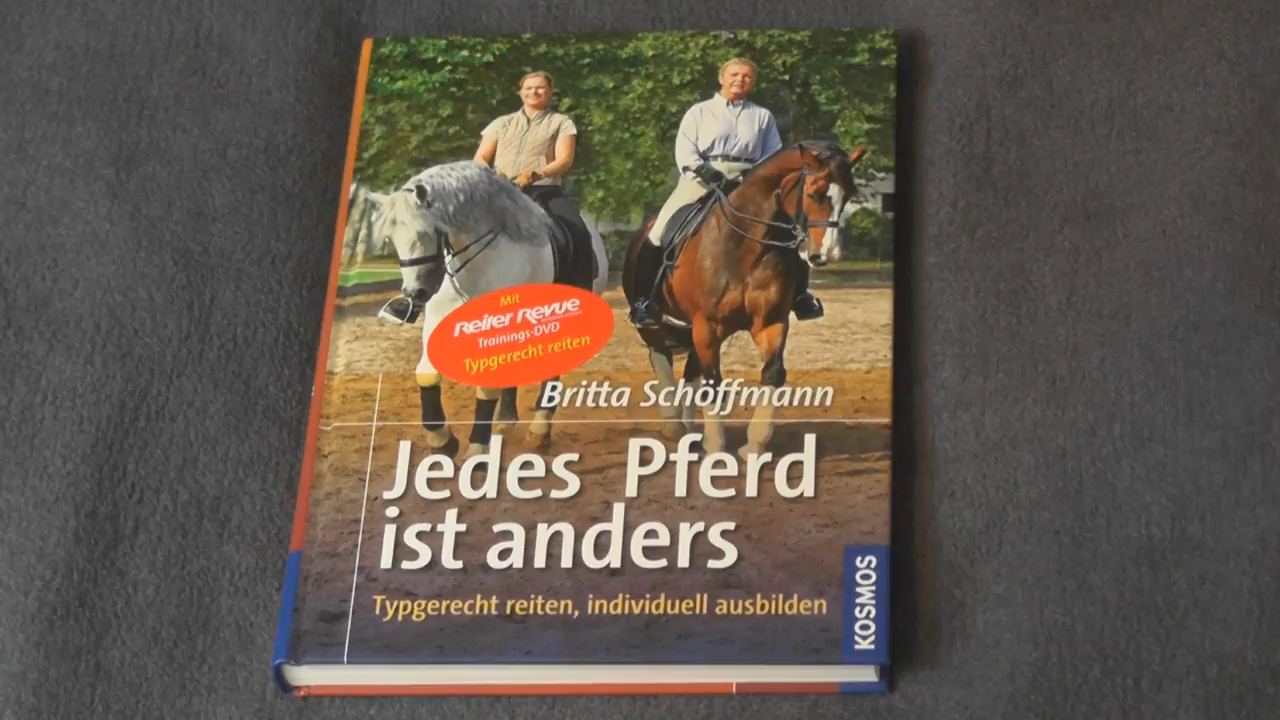 Mit
Reiter Revue
Trainings-DVD
Typgerecht reiten
Britta Schöffmann
Jedes Pferd
ist anders
Typgerecht reiten, individuell ausbilden
KOSMOS